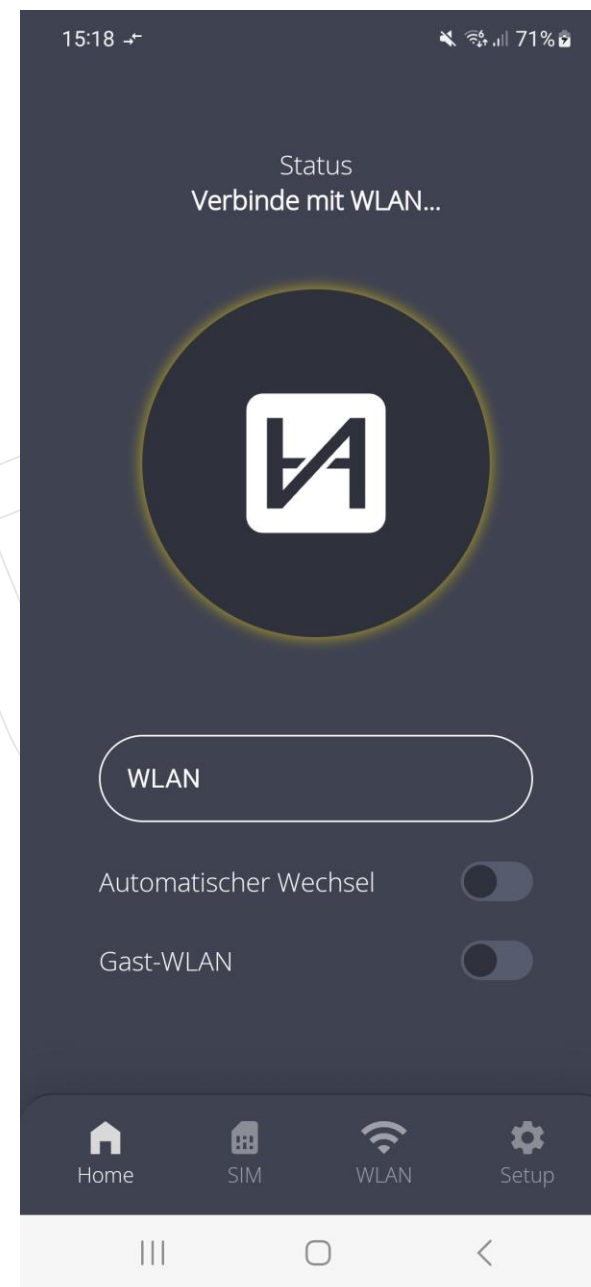 15:18 71%
Status
Verbinde mit WLAN...
WLAN
Automatischer Wechsel
Gast-WLAN
Home SIM WLAN Setup